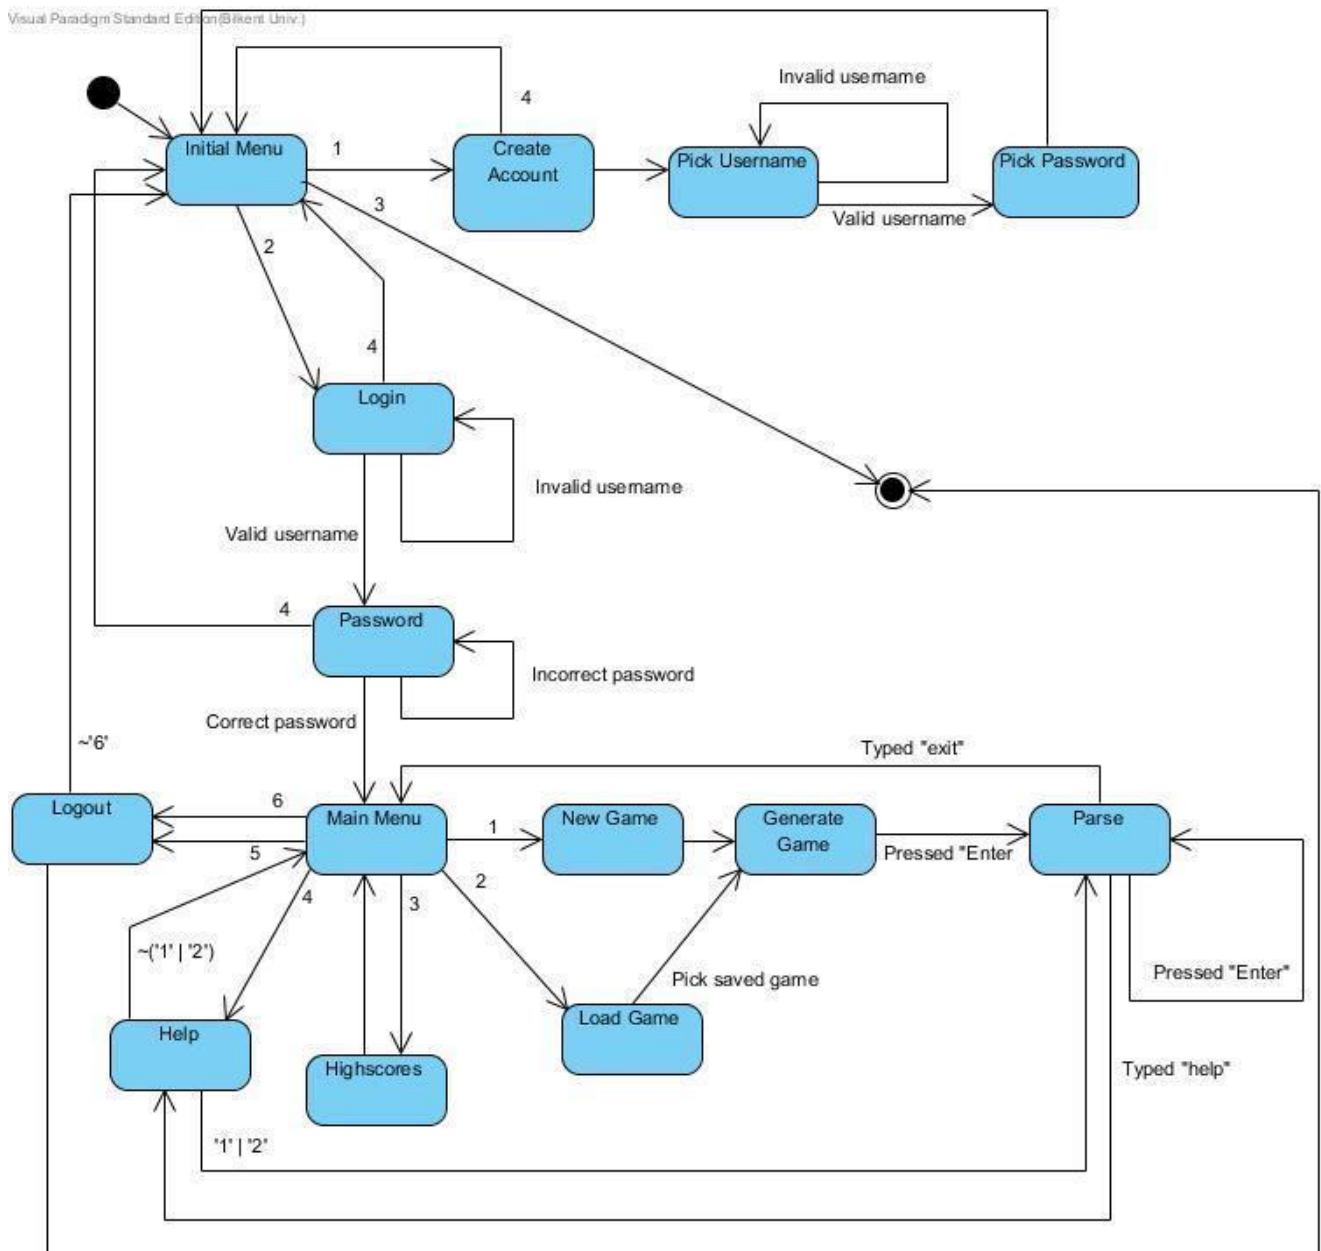 Visual Paradigm Standard Edition(Bilkent Univ.)
Invalid username
4
Initial Menu
1
Create
Account
Pick Username
Pick Password
3
Valid username
2
4
Login
Invalid username
Valid username
4
Password
Incorrect password
Correct password
~'6'
Typed "exit"
Logout
6
Main Menu
1
New Game
Generate
Game
Parse
5
Pressed "Enter
2
4
3
~('1' | '2')
Pick saved game
Pressed "Enter"
Help
Load Game
Highscores
Typed "help"
'1' | '2'